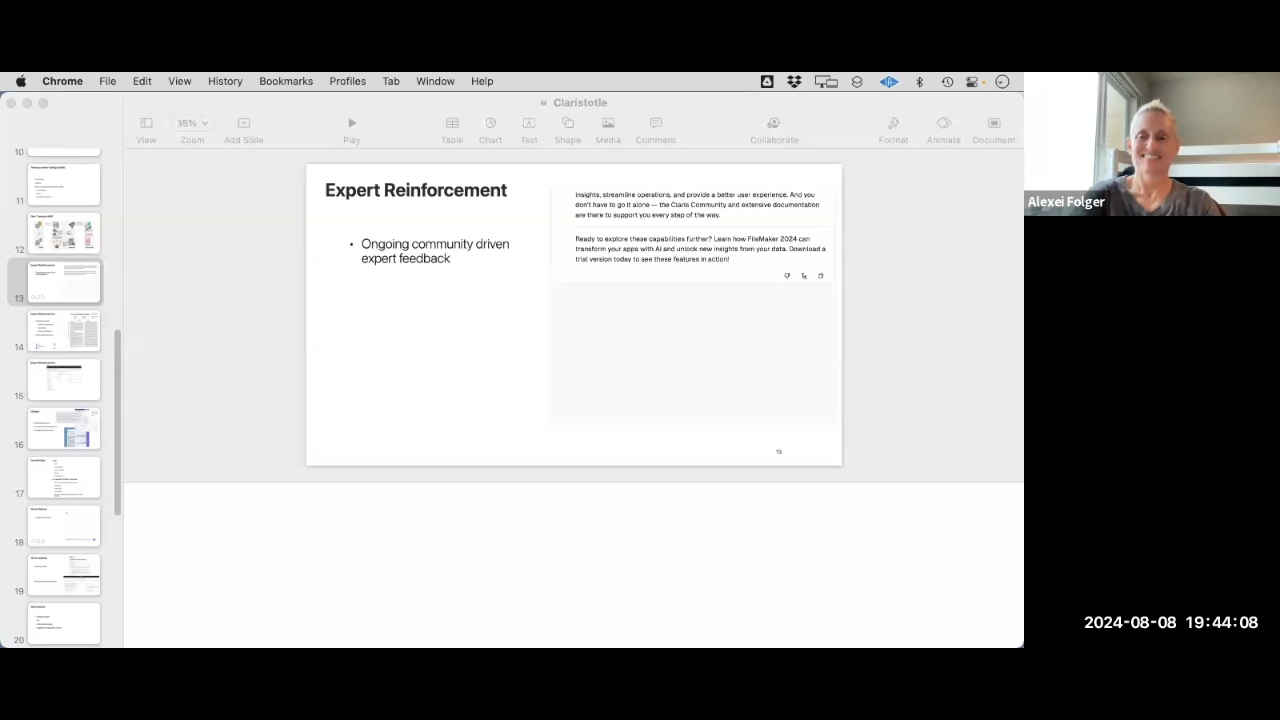 Chrome File Edit View History Bookmarks Profiles Tab Window Help
Claristotle
35%
View Zoom Add Slide Play Table Chart Text Shape Media Comment Collaborate Format Animate Document
10
11
12
13
14
15
16
17
18
19
20
Expert Reinforcement
• Ongoing community driven
expert feedback
insights, streamline operations, and provide a better user experience. And you
don't have to go it alone — the Claris Community and extensive documentation
are there to support you every step of the way.
Ready to explore these capabilities further? Learn how FileMaker 2024 can
transform your apps with AI and unlock new insights from your data. Download a
trial version today to see these features in action!
13
Alexei Folger
2024-08-08 19:44:08